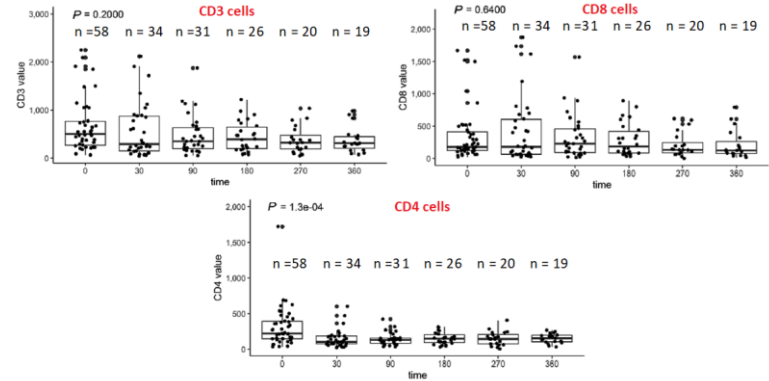 CD3 cells
P = 0.2000
n =58 n = 34 n =31 n = 26 n = 20 n = 19
3,000
2,000
1,000
0
CD3 value
0 30 90 180 270 360
time
CD8 cells
P = 0.6400
n =58 n = 34 n =31 n = 26 n = 20 n = 19
2,000
1,500
1,000
500
0
CD8 value
0 30 90 180 270 360
time
CD4 cells
P = 1.3e-04
n =58 n = 34 n =31 n = 26 n = 20 n = 19
2,000
1,500
1,000
500
0
CD4 value
0 30 90 180 270 360
time